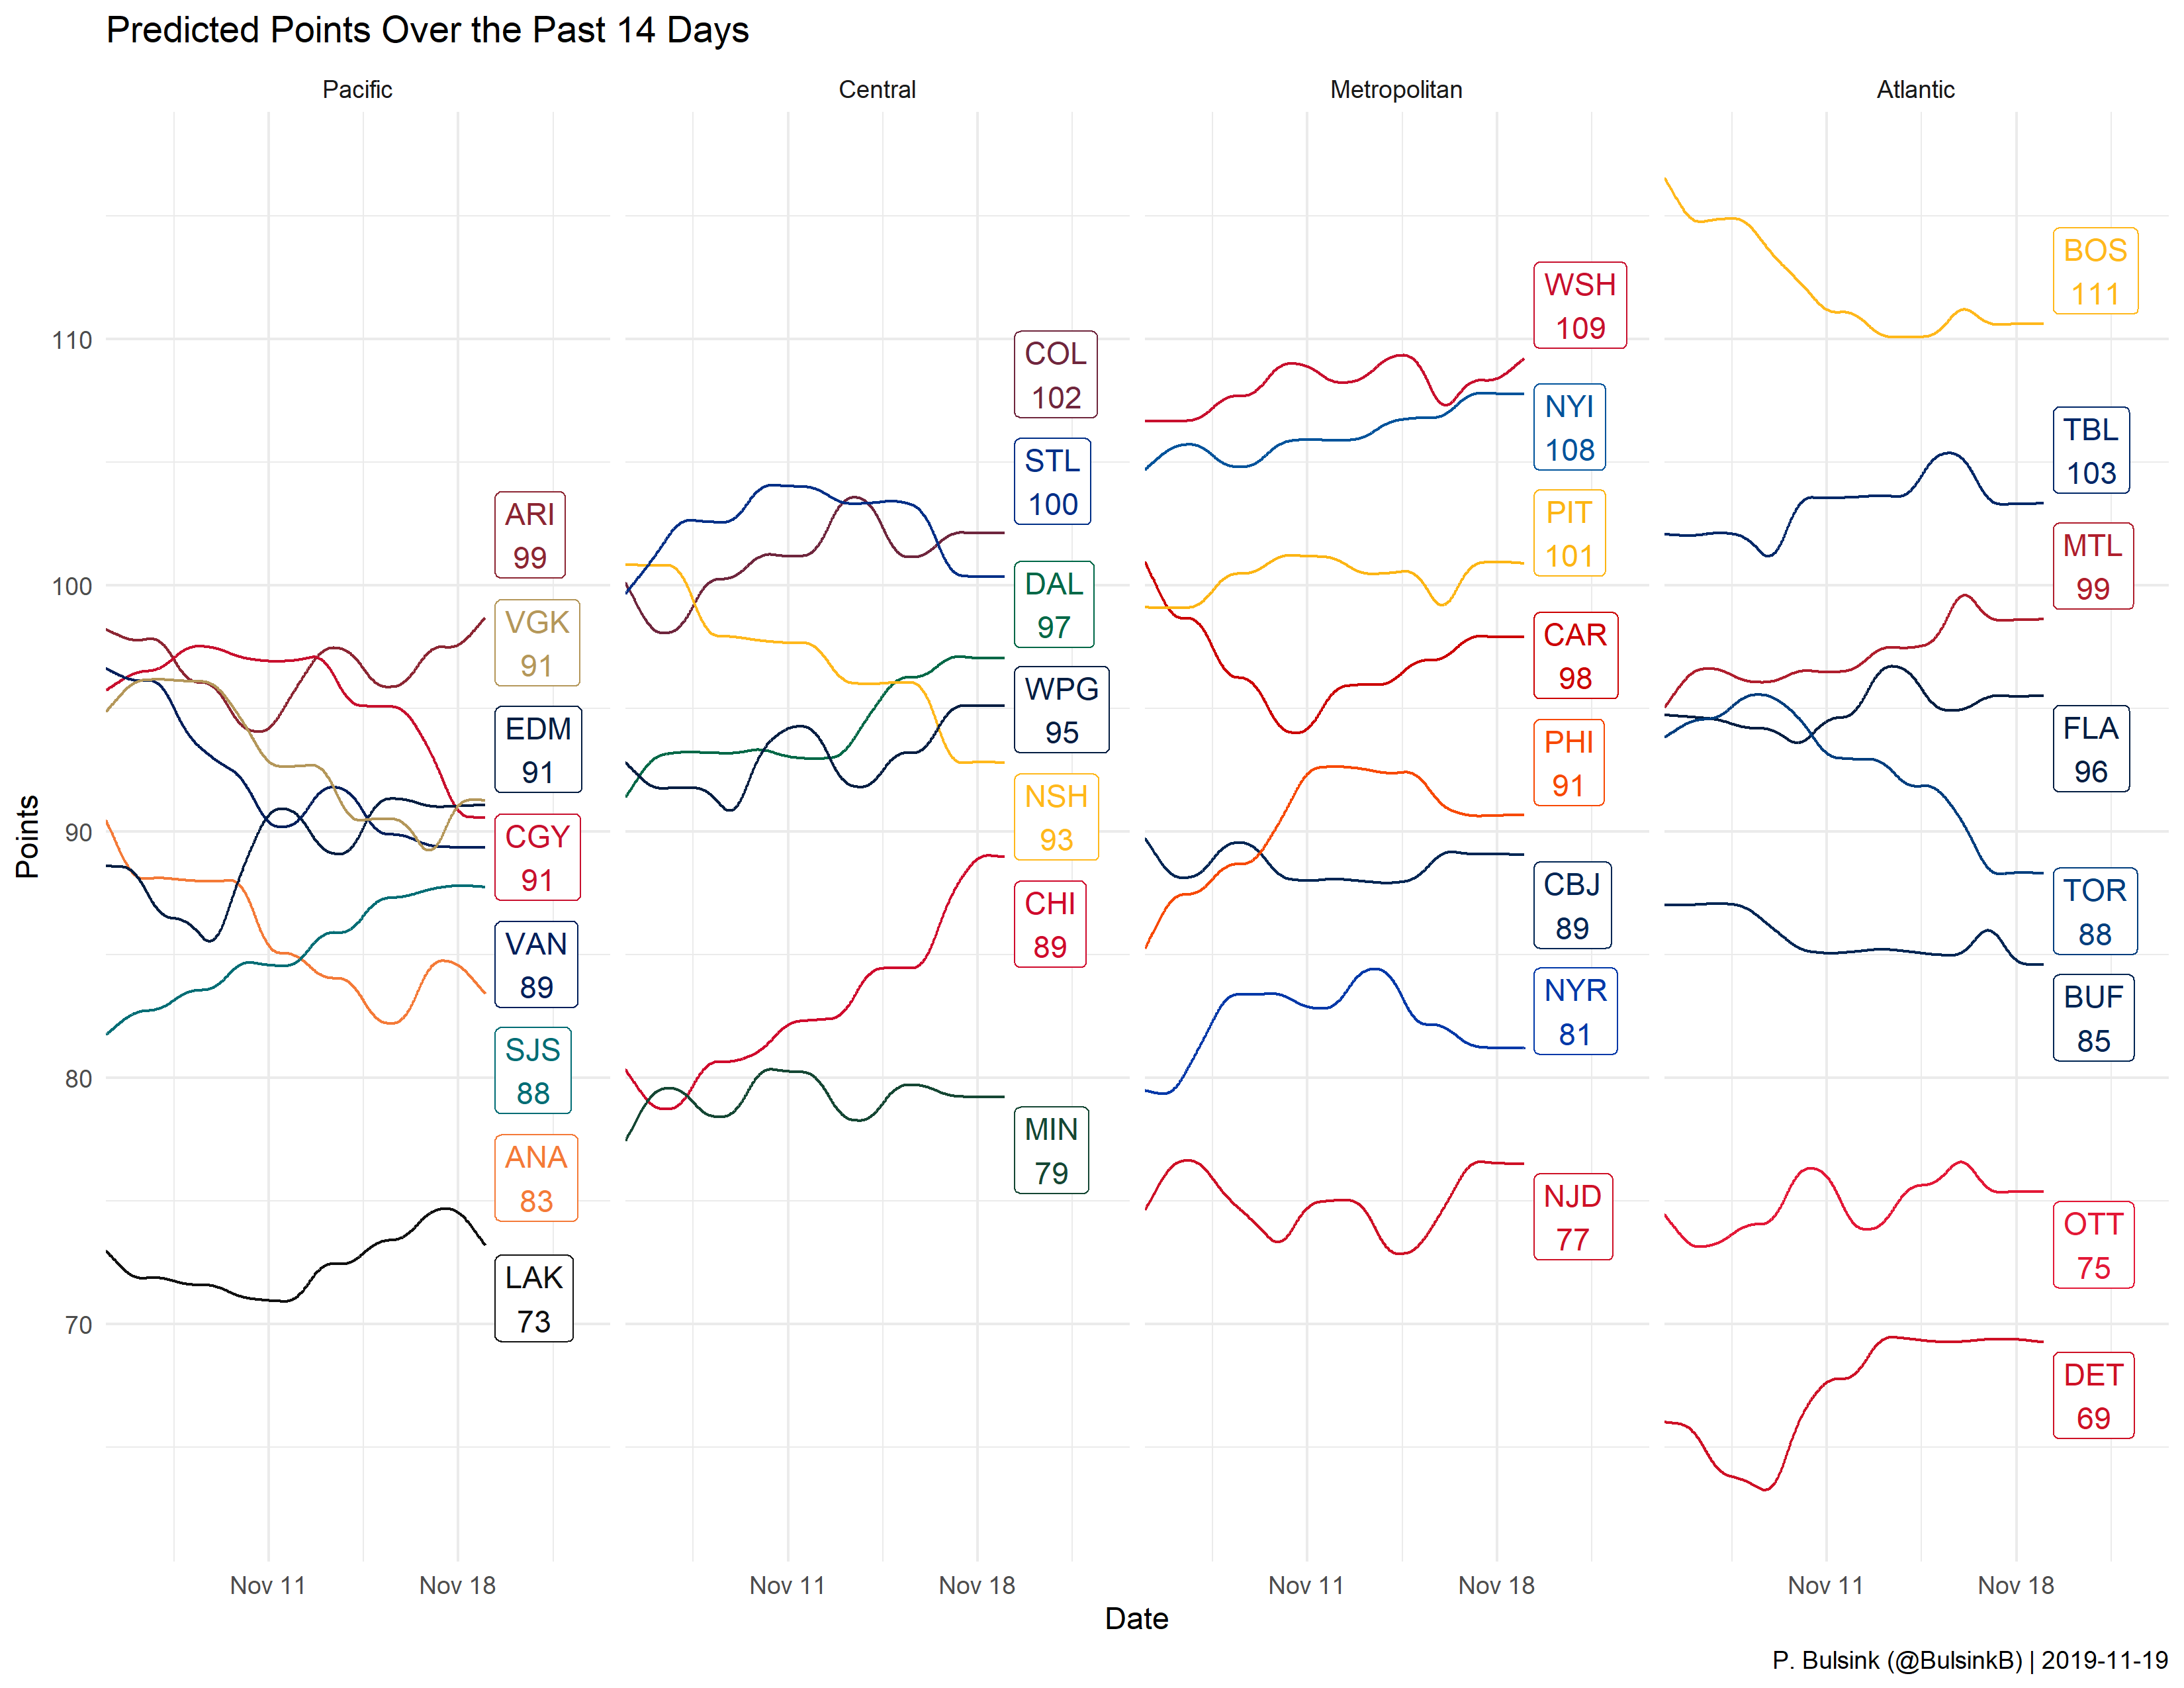 Predicted Points Over the Past 14 Days
Pacific
Central
Metropolitan
Atlantic
Points
110
100
90
80
70
ARI
99
VGK
91
EDM
91
CGY
91
VAN
89
SJS
88
ANA
83
LAK
73
COL
102
STL
100
DAL
97
WPG
95
NSH
93
CHI
89
MIN
79
WSH
109
NYI
108
PIT
101
CAR
98
PHI
91
CBJ
89
NYR
81
NJD
77
BOS
111
TBL
103
MTL
99
FLA
96
TOR
88
BUF
85
OTT
75
DET
69
Nov 11
Nov 18
Nov 11
Nov 18
Nov 11
Nov 18
Nov 11
Nov 18
Date
P. Bulsink (@BulsinkB) | 2019-11-19